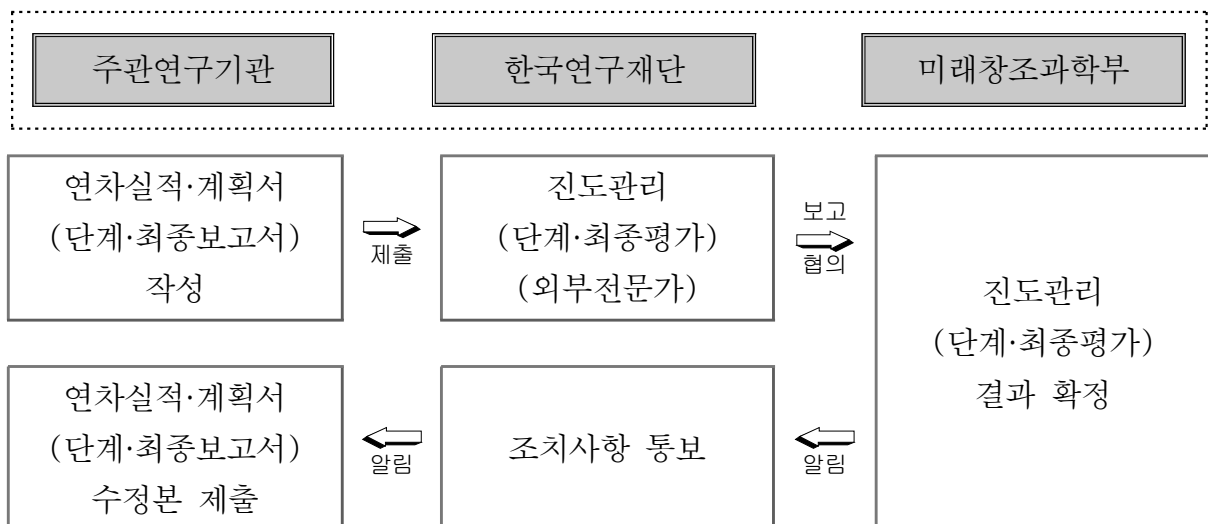 주관연구기관
한국연구재단
미래창조과학부
연차실적·계획서
(단계·최종보고서)
작성
제출
진도관리
(단계·최종평가)
(외부전문가)
보고
협의
진도관리
(단계·최종평가)
결과 확정
알림
조치사항 통보
알림
연차실적·계획서
(단계·최종보고서)
수정본 제출